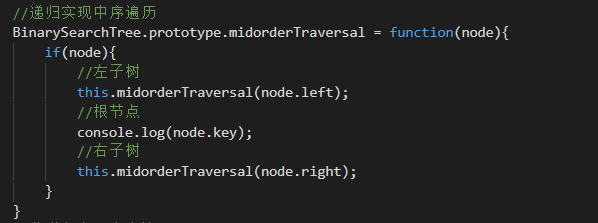 //递归实现中序遍历
BinarySearchTree.prototype.midorderTraversal = function(node){
    if(node){
        //左子树
        this.midorderTraversal(node.left);
        //根节点
        console.log(node.key);
        //右子树
        this.midorderTraversal(node.right);
    }
}